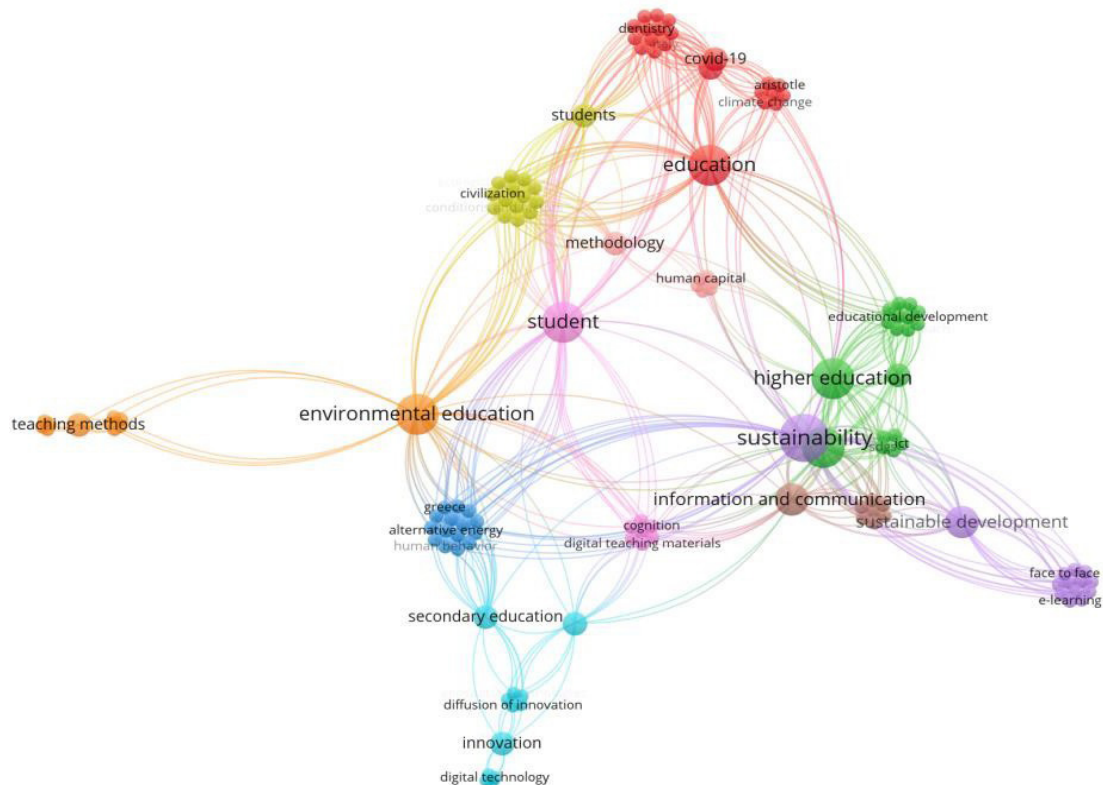 dentistry
covid-19
aristotle
climate change
students
education
civilization
methodology
human capital
educational development
student
higher education
environmental education
teaching methods
sustainability
ict
information and communication
sustainable development
greece
alternative energy
human behavior
cognition
digital teaching materials
face to face
e-learning
secondary education
diffusion of innovation
innovation
digital technology